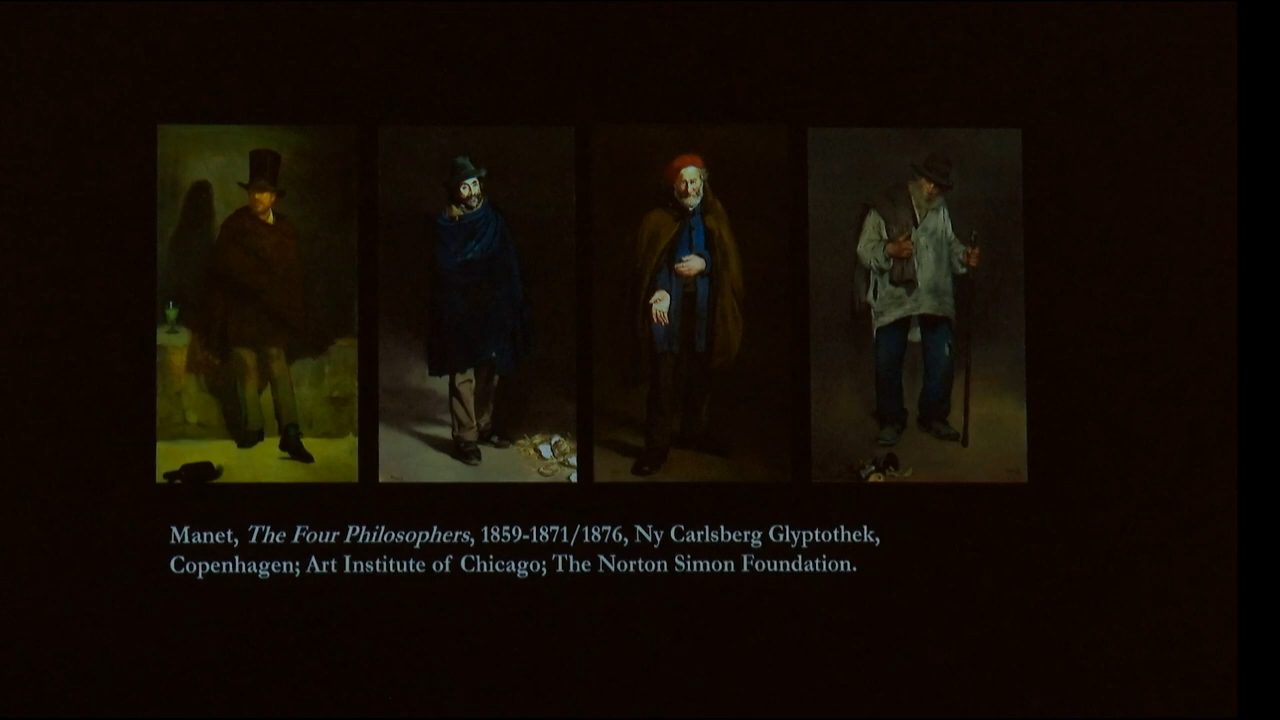 Manet, The Four Philosophers, 1859-1871/1876, Ny Carlsberg Glyptothek,
Copenhagen; Art Institute of Chicago; The Norton Simon Foundation.